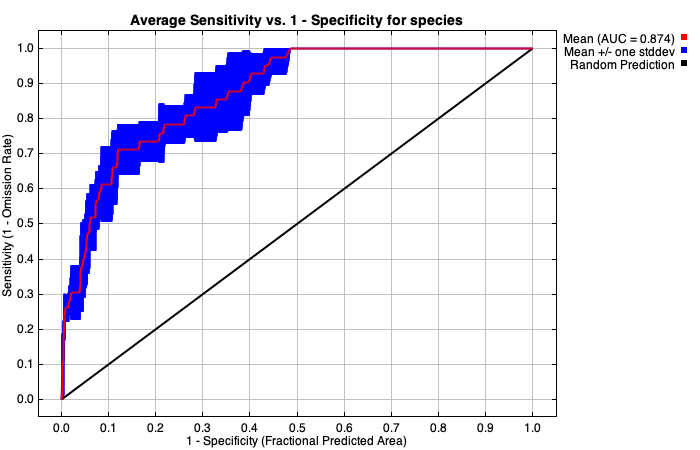 Average Sensitivity vs. 1 - Specificity for species
Mean (AUC = 0.874)
Mean +/- one stddev
Random Prediction
Sensitivity (1 - Omission Rate)
1.0
0.9
0.8
0.7
0.6
0.5
0.4
0.3
0.2
0.1
0.0
0.0 0.1 0.2 0.3 0.4 0.5 0.6 0.7 0.8 0.9 1.0
1 - Specificity (Fractional Predicted Area)